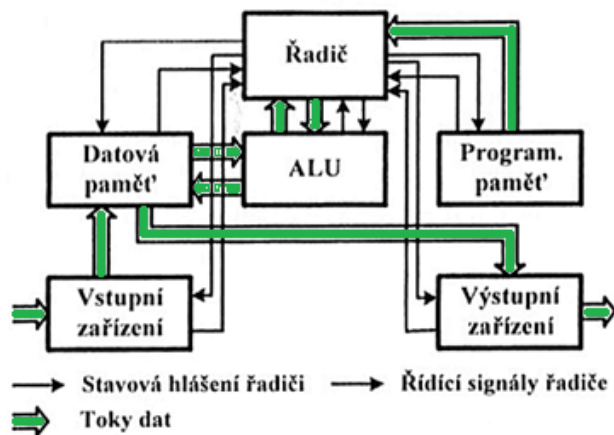 Řadič
Datová
paměť
ALU
Program.
paměť
Vstupní
zařízení
Výstupní
zařízení
Stavová hlášení řadiči
Řídící signály řadiče
Toky dat